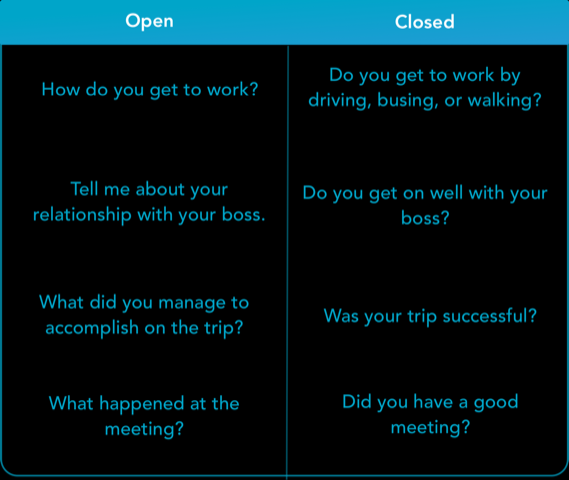 Open
Closed
How do you get to work?
Do you get to work by
driving, busing, or walking?
Tell me about your
relationship with your boss.
Do you get on well with your
boss?
What did you manage to
accomplish on the trip?
Was your trip successful?
What happened at the
meeting?
Did you have a good
meeting?